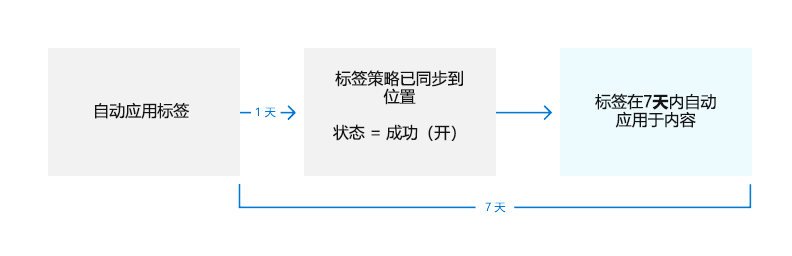 自动应用标签
1 天
标签策略已同步到
位置
状态 = 成功（开）
标签在7天内自动
应用于内容
7 天